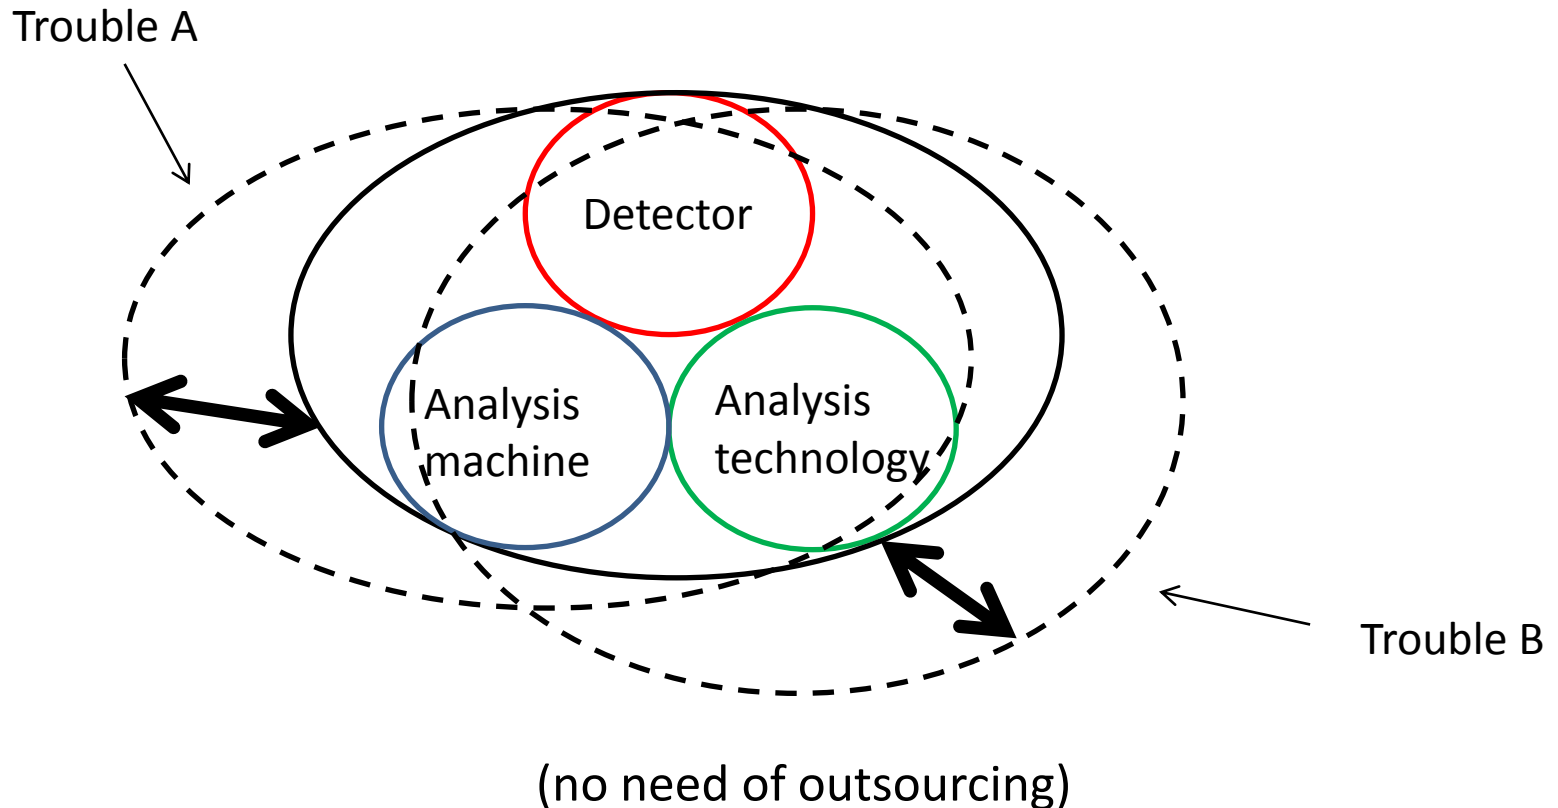 Trouble A
Detector
Analysis
machine
Analysis
technology
Trouble B
(no need of outsourcing)